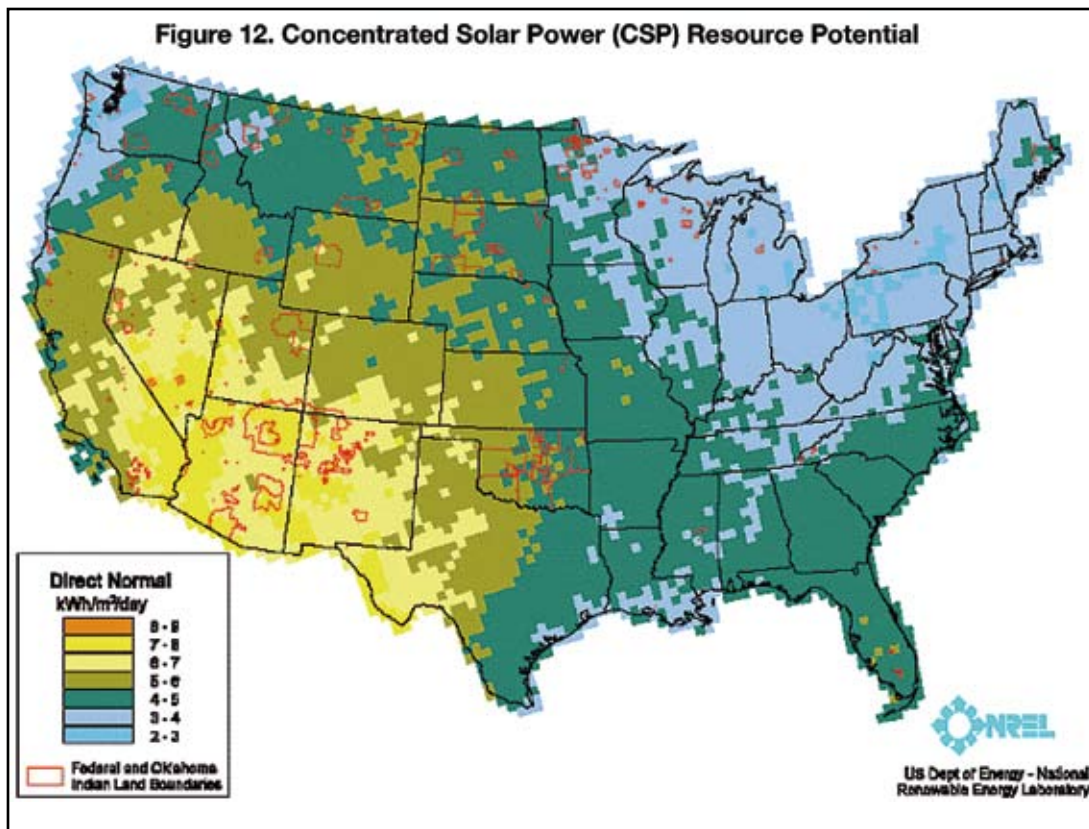 Figure 12. Concentrated Solar Power (CSP) Resource Potential
Direct Normal
kWh/m²/day
8 - 9
7 - 8
6 - 7
5 - 6
4 - 5
3 - 4
2 - 3
Federal and Oklahoma
Indian Land Boundaries
NREL
US Dept of Energy - National
Renewable Energy Laboratory